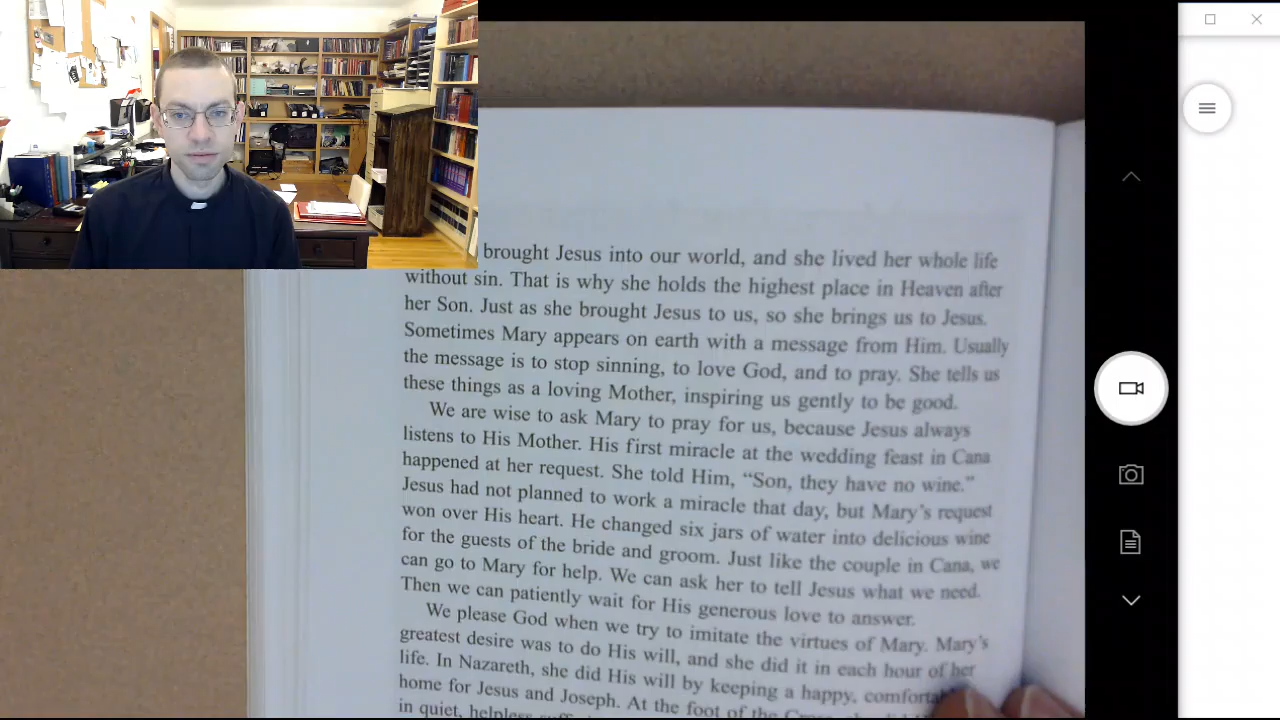 brought Jesus into our world, and she lived her whole life
without sin. That is why she holds the highest place in Heaven after
her Son. Just as she brought Jesus to us, so she brings us to Jesus.
Sometimes Mary appears on earth with a message from Him. Usually
the message is to stop sinning, to love God, and to pray. She tells us
these things as a loving Mother, inspiring us gently to be good.
We are wise to ask Mary to pray for us, because Jesus always
listens to His Mother. His first miracle at the wedding feast in Cana
happened at her request. She told Him, “Son, they have no wine.”
Jesus had not planned to work a miracle that day, but Mary’s request
won over His heart. He changed six jars of water into delicious wine
for the guests of the bride and groom. Just like the couple in Cana, we
can go to Mary for help. We can ask her to tell Jesus what we need.
Then we can patiently wait for His generous love to answer.
We please God when we try to imitate the virtues of Mary. Mary’s
greatest desire was to do His will, and she did it in each hour of her
life. In Nazareth, she did His will by keeping a happy,
home for Jesus and Joseph. At the foot of the Cross,
in quiet, helpless